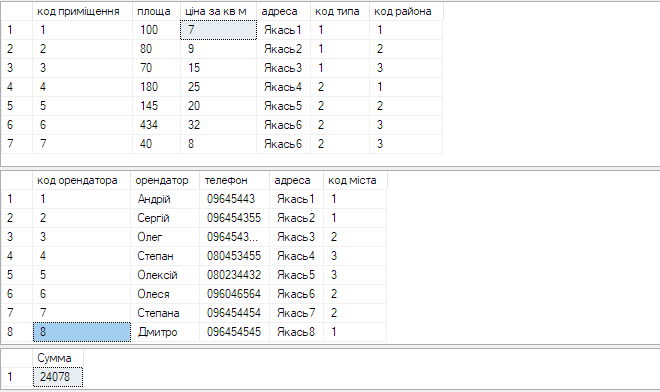 код приміщення площа ціна за кв м адреса код типа код района
1 1 100 7 Якась1 1 1
2 2 80 9 Якась2 1 2
3 3 70 15 Якась3 1 3
4 4 180 25 Якась4 2 1
5 5 145 20 Якась5 2 2
6 6 434 32 Якась6 2 3
7 7 40 8 Якась6 2 3
код орендатора орендатор телефон адреса код міста
1 1 Андрій 09645443 Якась1 1
2 2 Сергій 096454355 Якась2 1
3 3 Олег 0964543... Якась3 2
4 4 Степан 080453455 Якась4 3
5 5 Олексій 080234432 Якась5 3
6 6 Олеся 096046564 Якась6 2
7 7 Степана 096454454 Якась7 2
8 8 Дмитро 096454545 Якась8 1
Сумма
1 24078